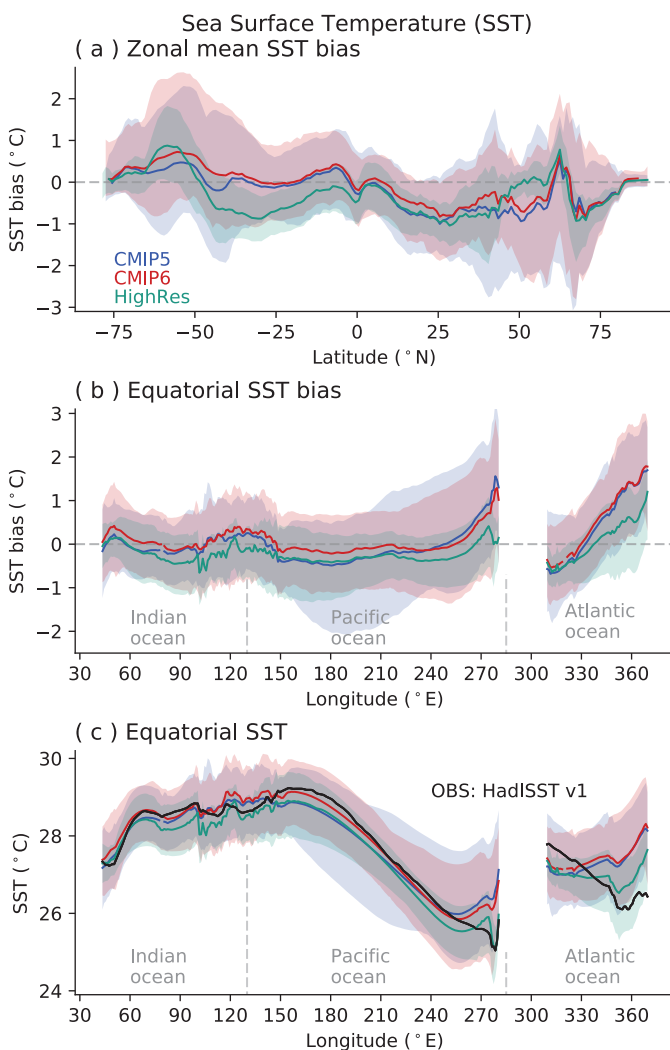 Sea Surface Temperature (SST)
( a ) Zonal mean SST bias
SST bias (°C)
2
1
0
−1
−2
−3
CMIP5
CMIP6
HighRes
−75 −50 −25 0 25 50 75
Latitude (°N)
( b ) Equatorial SST bias
SST bias (°C)
3
2
1
0
−1
−2
Indian
ocean
Pacific
ocean
Atlantic
ocean
30 60 90 120 150 180 210 240 270 300 330 360
Longitude (°E)
( c ) Equatorial SST
SST (°C)
30
28
26
24
OBS: HadISST v1
Indian
ocean
Pacific
ocean
Atlantic
ocean
30 60 90 120 150 180 210 240 270 300 330 360
Longitude (°E)